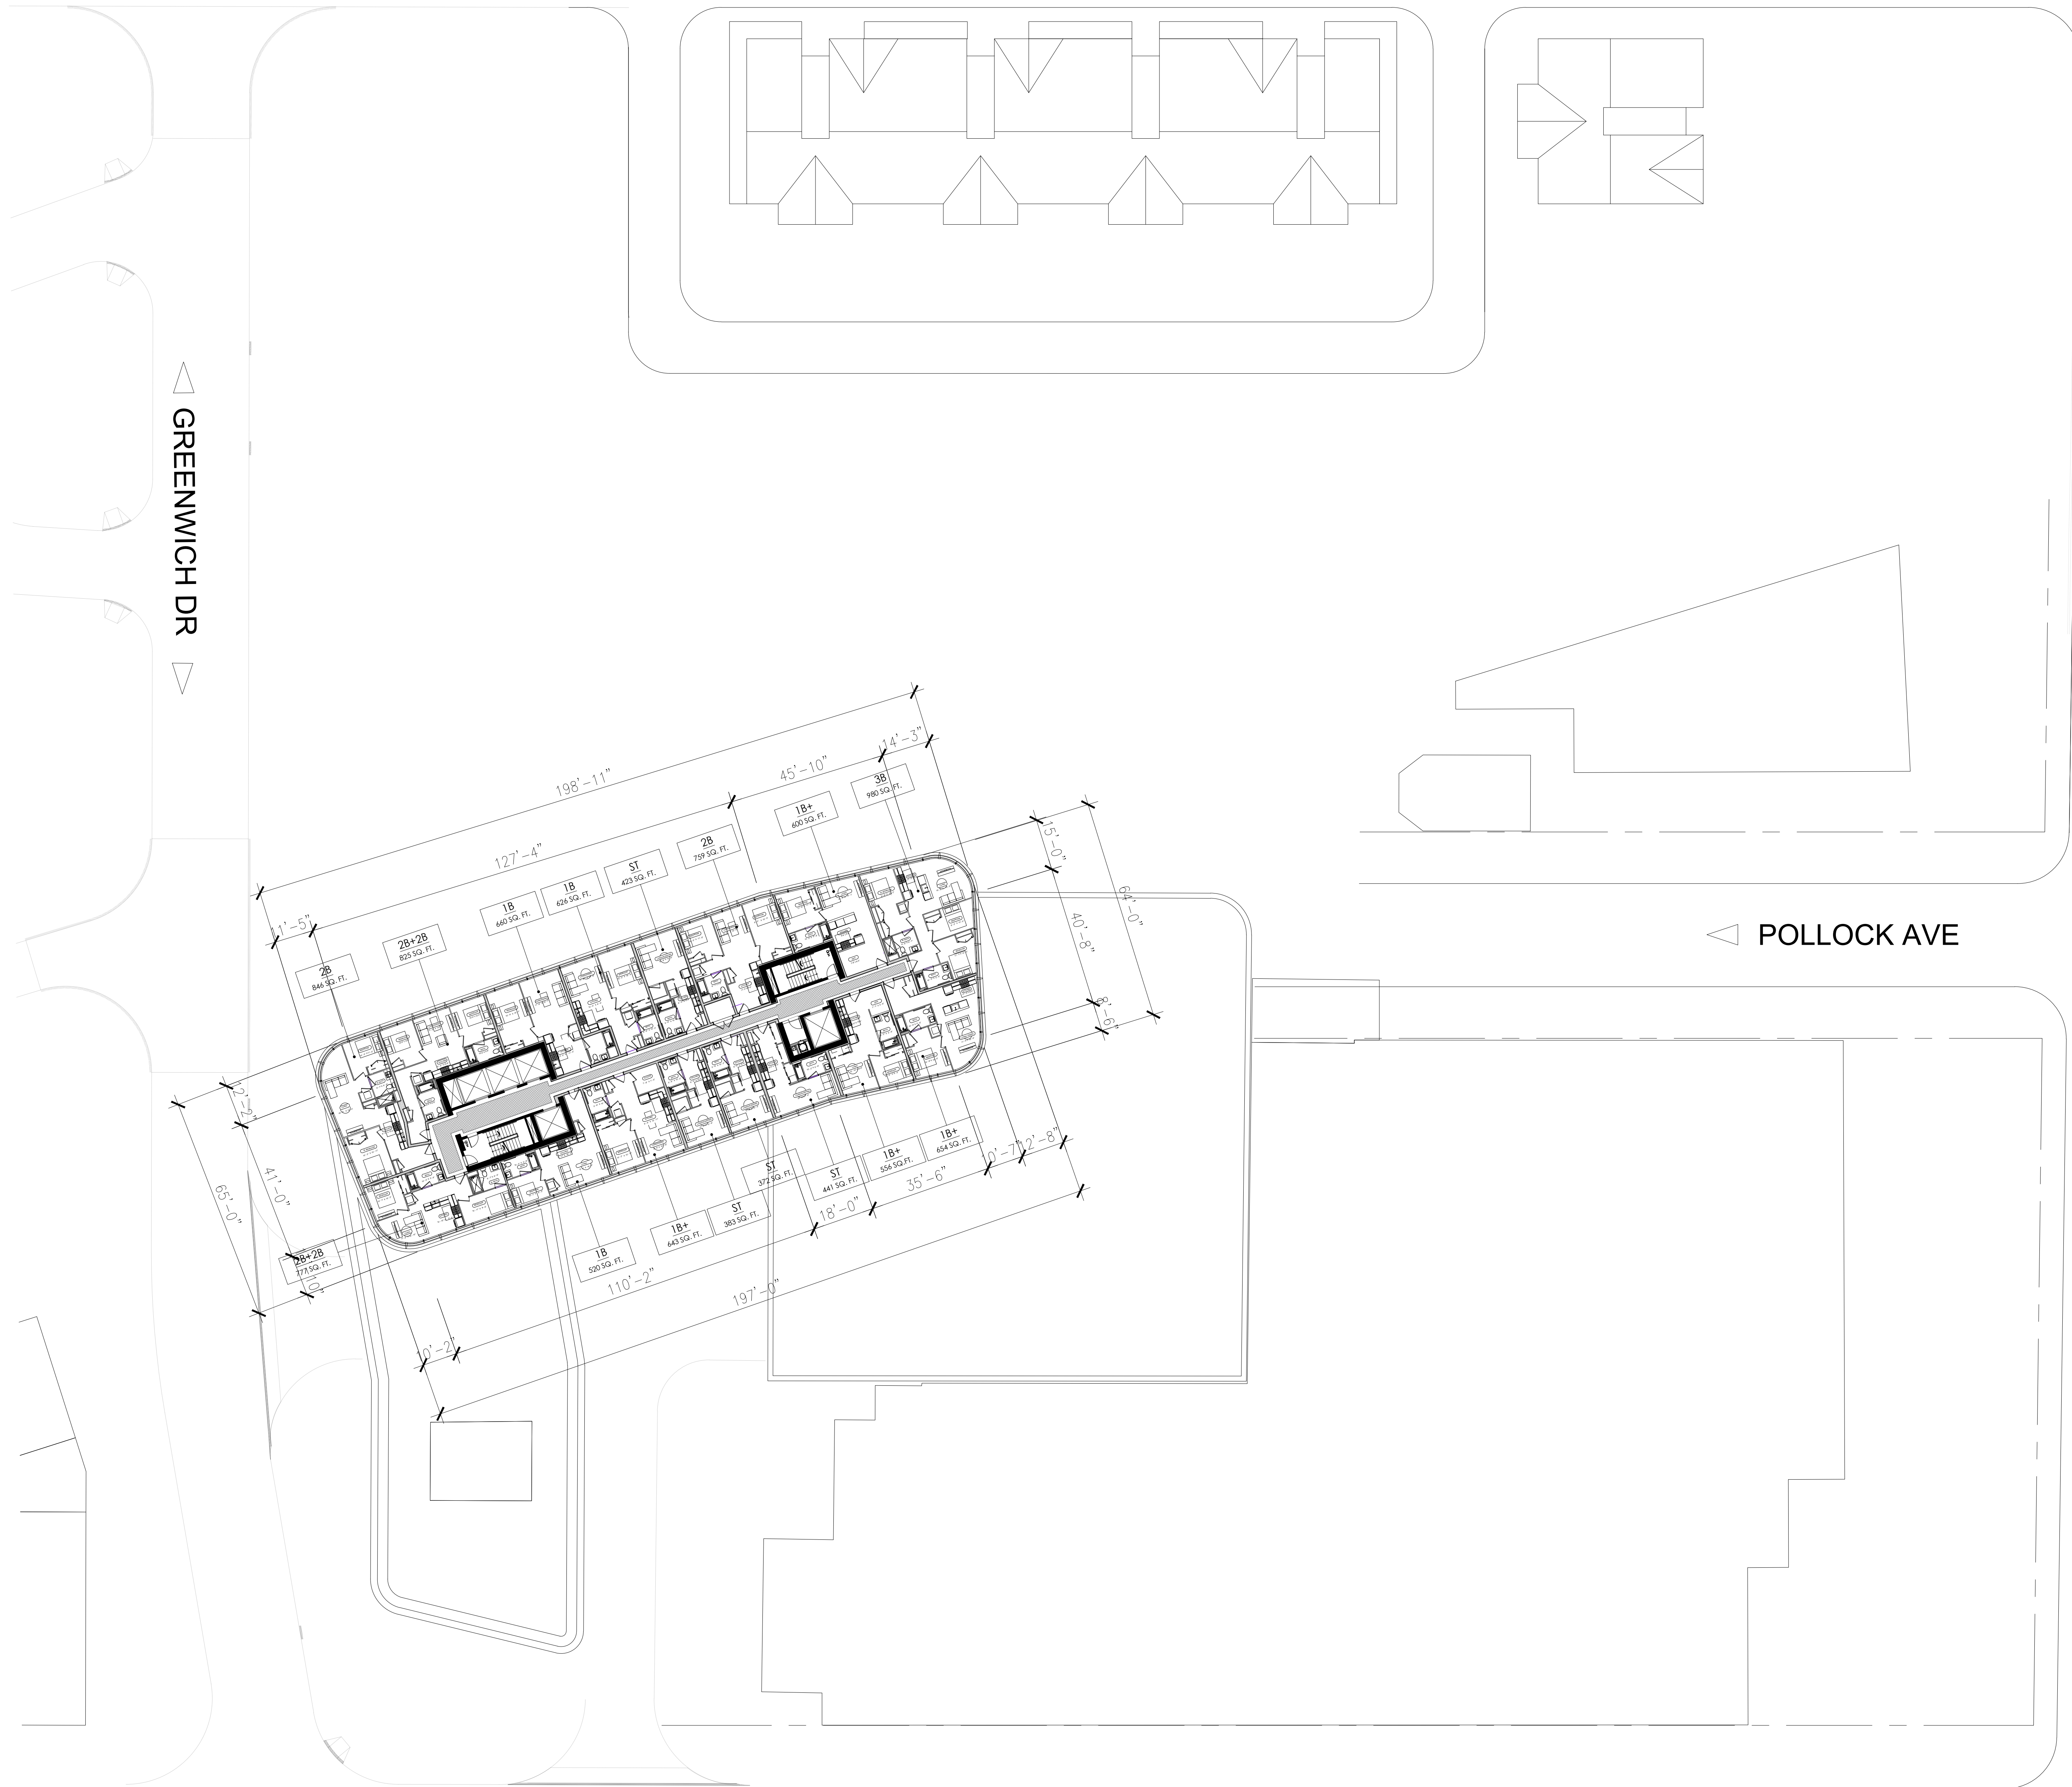 GREENWICH DR
POLLOCK AVE
198'-11"
14'-3"
45'-10"
127'-4"
11'-5"
3B
980 SQ. FT.
1B+
600 SQ. FT.
2B
759 SQ. FT.
ST
423 SQ. FT.
1B
626 SQ. FT.
1B
660 SQ. FT.
2B+2B
825 SQ. FT.
2B
846 SQ. FT.
15'-0"
64'-0"
40'-8"
8'-6"
12'-2"
41'-0"
65'-0"
2B+2B
777 SQ. FT.
1B
520 SQ. FT.
1B+
643 SQ. FT.
ST
383 SQ. FT.
ST
372 SQ. FT.
ST
441 SQ. FT.
1B+
556 SQ. FT.
1B+
654 SQ. FT.
10'-7"
12'-8"
35'-6"
18'-0"
110'-2"
197'-0"
10'-2"